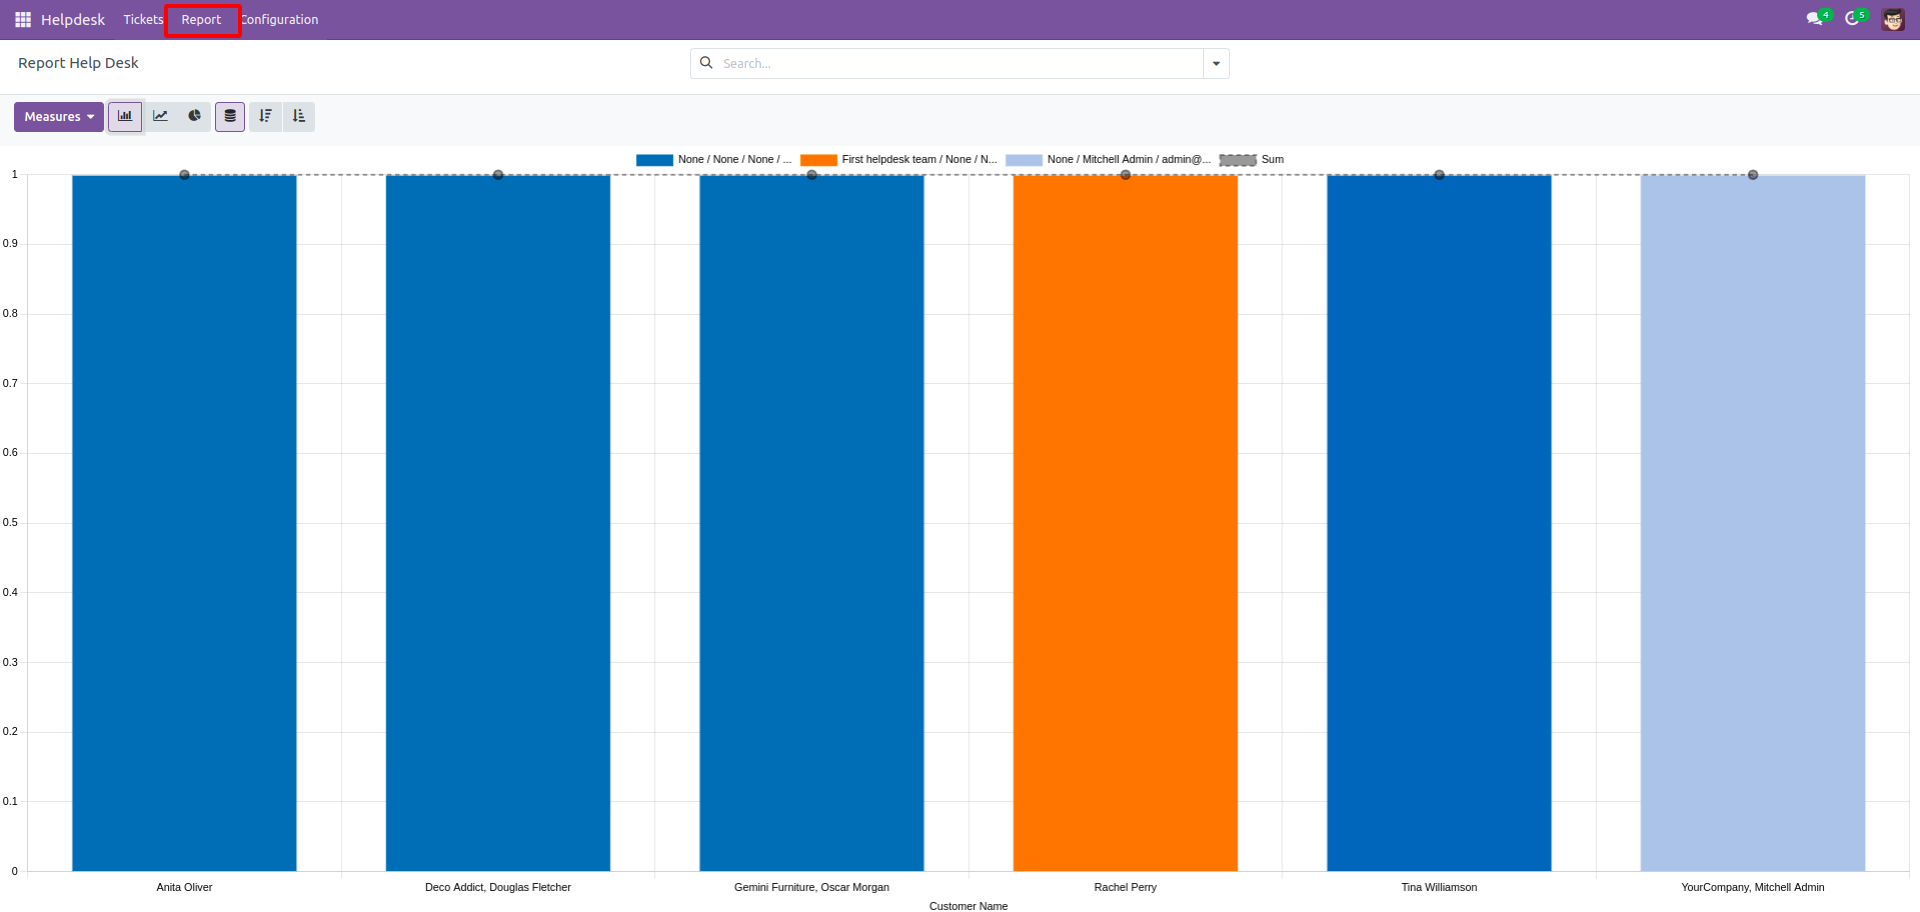 Helpdesk Tickets Report Configuration 4 5
Report Help Desk
Search...
Measures
None / None / None / ... First helpdesk team / None / N... None / Mitchell Admin / admin@... Sum
1
0.9
0.8
0.7
0.6
0.5
0.4
0.3
0.2
0.1
0
Anita Oliver Deco Addict, Douglas Fletcher Gemini Furniture, Oscar Morgan Rachel Perry Tina Williamson YourCompany, Mitchell Admin
Customer Name